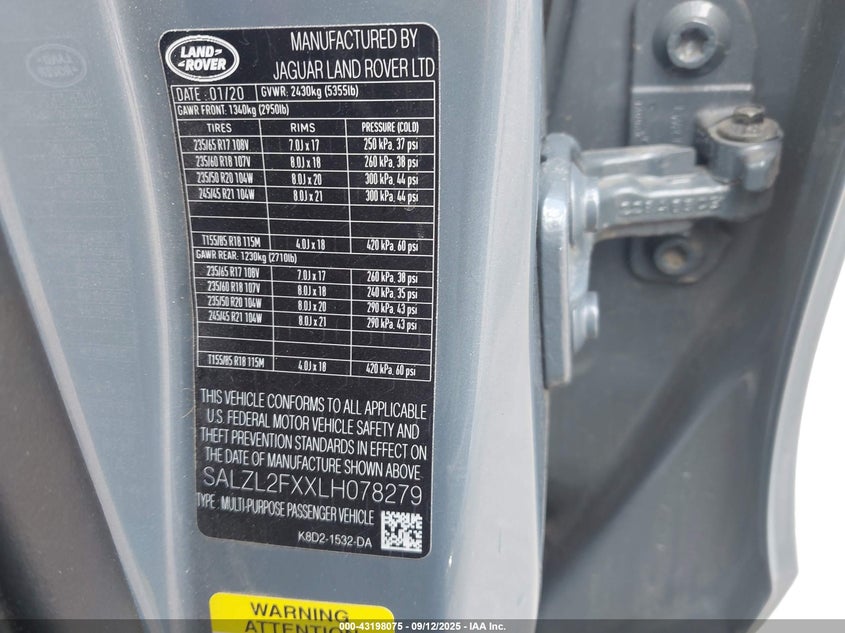 LAND-
ROVER
MANUFACTURED BY
JAGUAR LAND ROVER LTD
DATE : 01/20 GVWR: 2430kg (5355lb)
GAWR FRONT: 1340kg (2950lb)
TIRES RIMS PRESSURE (COLD)
235/65 R17 108V 7.0J x 17 250 kPa, 37 psi
235/60 R18 107V 8.0J x 18 260 kPa, 38 psi
235/50 R20 104W 8.0J x 20 300 kPa, 44 psi
245/45 R21 104W 8.0J x 21 300 kPa, 44 psi
T155/85 R18 115M 4.0J x 18 420 kPa, 60 psi
GAWR REAR: 1230kg (2710lb)
235/65 R17 108V 7.0J x 17 260 kPa, 38 psi
235/60 R18 107V 8.0J x 18 240 kPa, 35 psi
235/50 R20 104W 8.0J x 20 290 kPa, 43 psi
245/45 R21 104W 8.0J x 21 290 kPa, 43 psi
T155/85 R18 115M 4.0J x 18 420 kPa, 60 psi
THIS VEHICLE CONFORMS TO ALL APPLICABLE
U.S. FEDERAL MOTOR VEHICLE SAFETY AND
THEFT PREVENTION STANDARDS IN EFFECT ON
THE DATE OF MANUFACTURE SHOWN ABOVE
SALZL2FXXLH078279
TYPE : MULTI-PURPOSE PASSENGER VEHICLE
K8D2-1532-DA
WARNING
ATTENTION
000-43198075 - 09/12/2025 - IAA Inc.